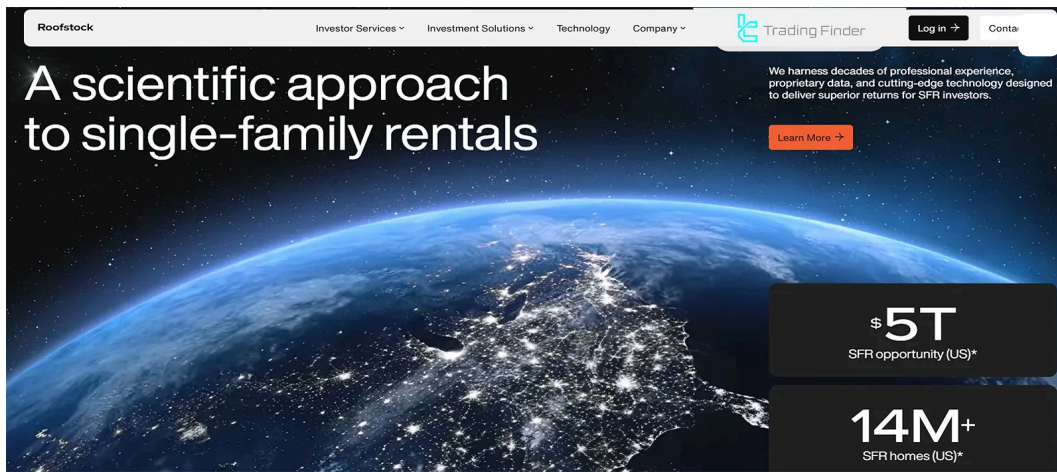 Roofstock
Investor Services
Investment Solutions
Technology
Company
Trading Finder
Log in →
A scientific approach
to single-family rentals
We harness decades of professional experience,
proprietary data, and cutting-edge technology designed
to deliver superior returns for SFR investors.
Learn More →
$5T
SFR opportunity (US)*
14M+
SFR homes (US)*